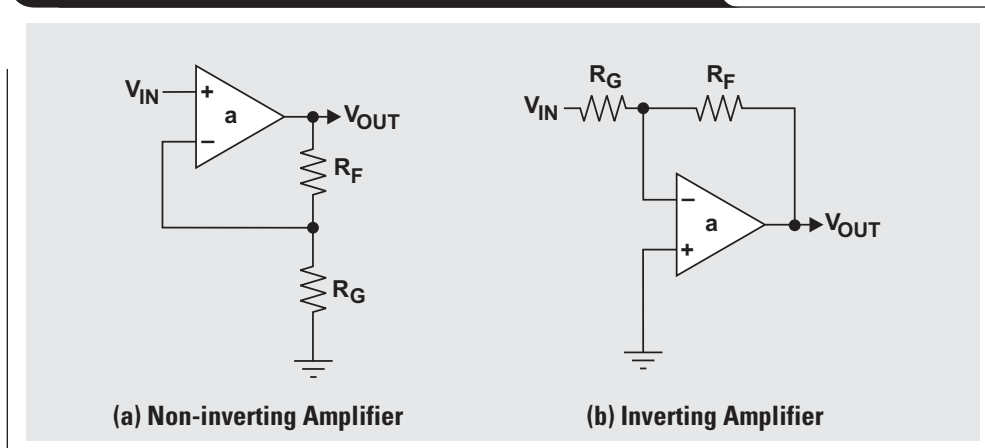 V_IN
+
a
−
V_OUT
R_F
R_G
(a) Non-inverting Amplifier
R_G
R_F
V_IN
−
a
+
V_OUT
(b) Inverting Amplifier